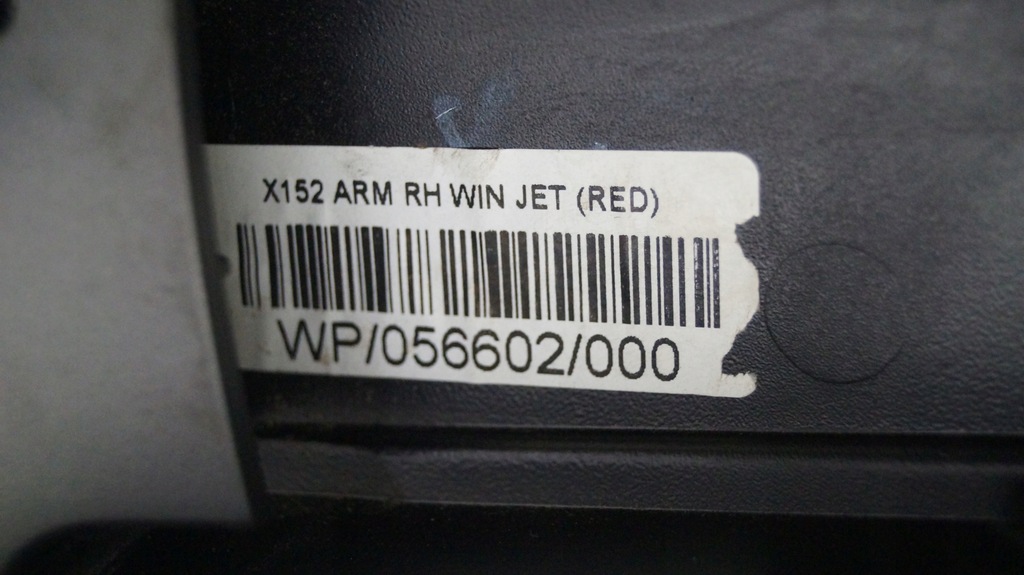 X152 ARM RH WIN JET (RED)
WP/056602/000